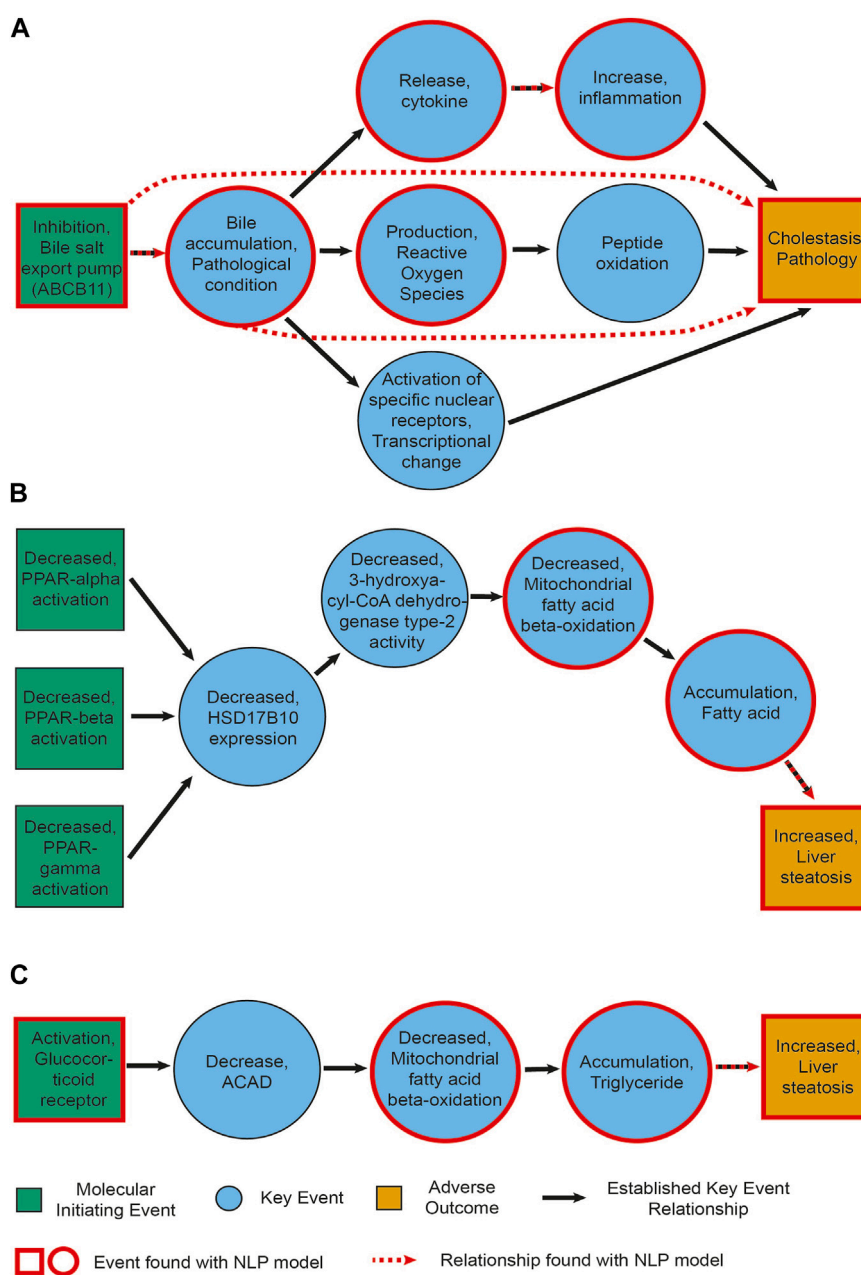 A
Release,
cytokine
Increase,
inflammation
Inhibition,
Bile salt
export pump
(ABCB11)
Bile
accumulation,
Pathological
condition
Production,
Reactive
Oxygen
Species
Peptide
oxidation
Cholestasis,
Pathology
Activation of
specific nuclear
receptors,
Transcriptional
change
B
Decreased,
PPAR-alpha
activation
Decreased,
PPAR-beta
activation
Decreased,
PPAR-
gamma
activation
Decreased,
HSD17B10
expression
Decreased,
3-hydroxya-
cyl-CoA dehydro-
genase type-2
activity
Decreased,
Mitochondrial
fatty acid
beta-oxidation
Accumulation,
Fatty acid
Increased,
Liver
steatosis
C
Activation,
Glucocor-
ticoid
receptor
Decrease,
ACAD
Decreased,
Mitochondrial
fatty acid
beta-oxidation
Accumulation,
Triglyceride
Increased,
Liver
steatosis
Molecular
Initiating Event
Key Event
Adverse
Outcome
Established Key Event
Relationship
Event found with NLP model
Relationship found with NLP model